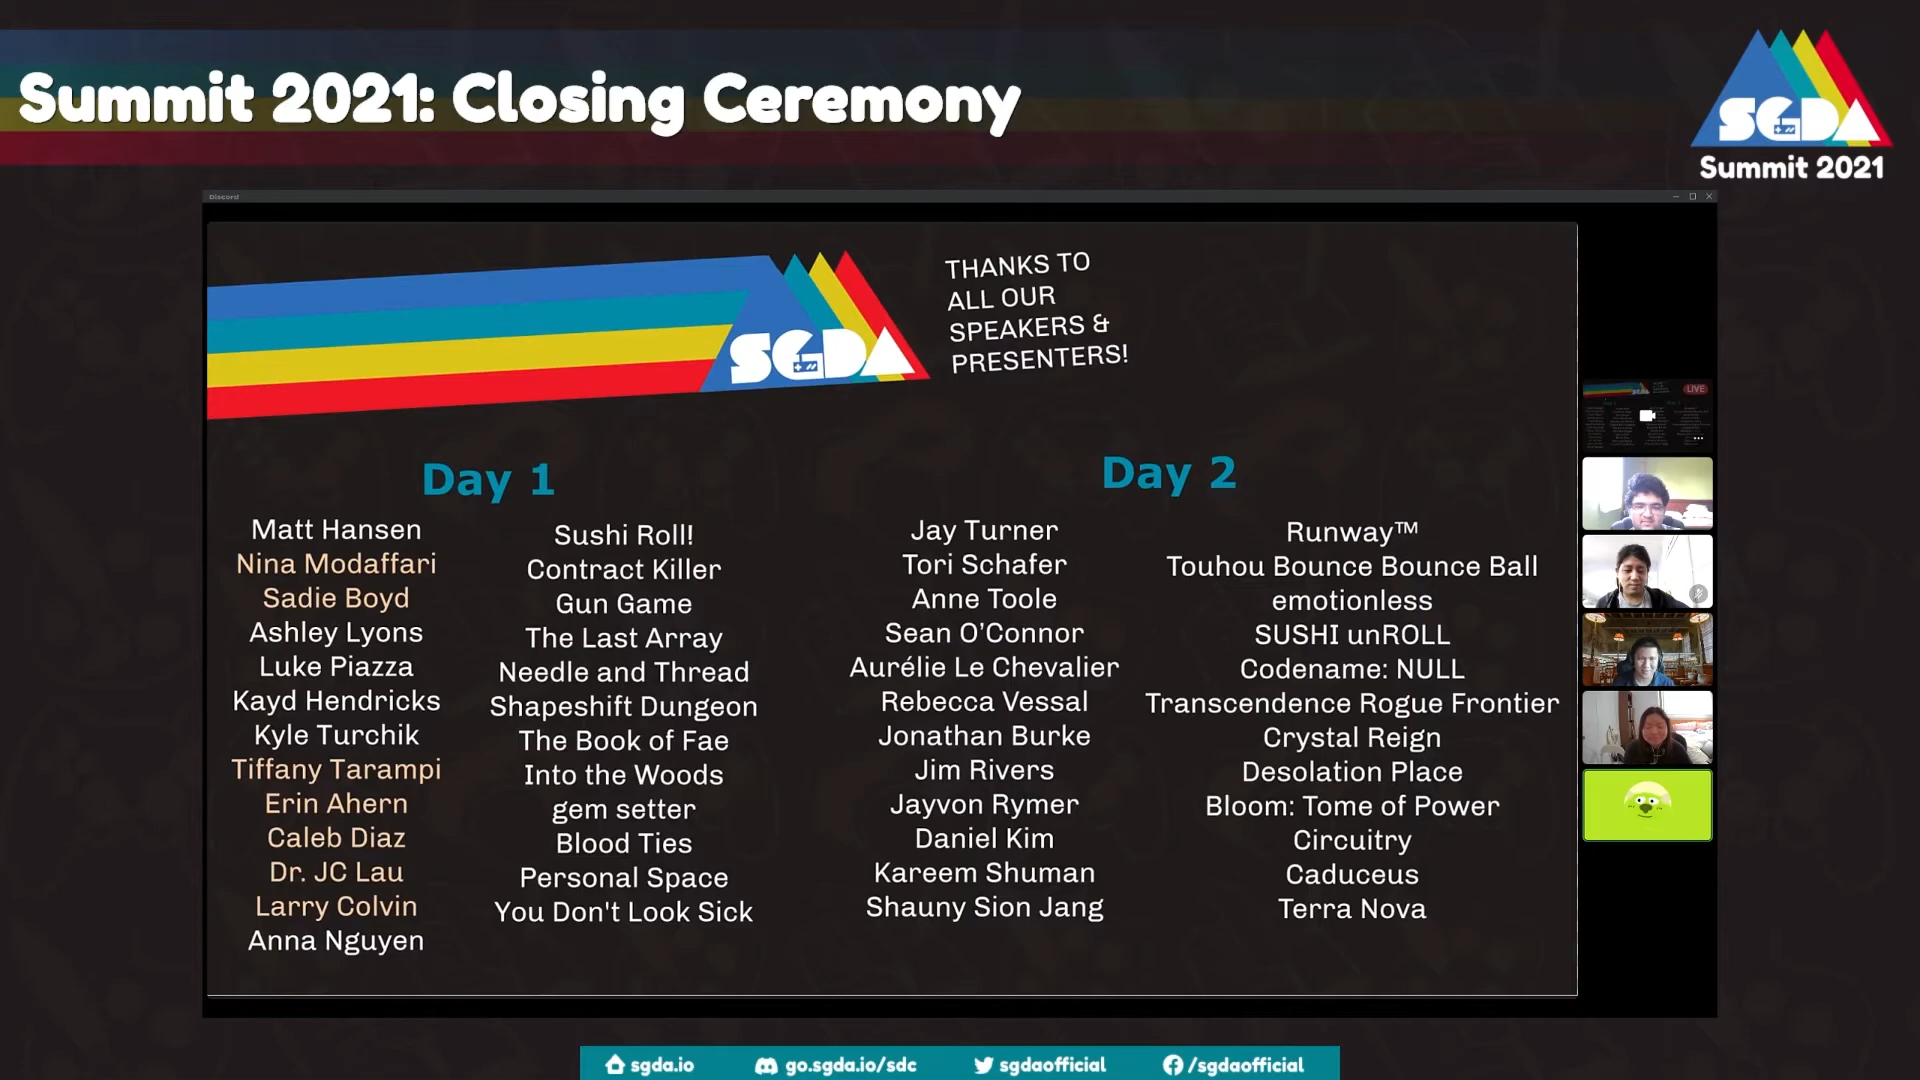 Summit 2021: Closing Ceremony
SGDA
Summit 2021
Discord
SGDA
THANKS TO
ALL OUR
SPEAKERS &
PRESENTERS!
LIVE
Day 1
Matt Hansen
Nina Modaffari
Sadie Boyd
Ashley Lyons
Luke Piazza
Kayd Hendricks
Kyle Turchik
Tiffany Tarampi
Erin Ahern
Caleb Diaz
Dr. JC Lau
Larry Colvin
Anna Nguyen
Sushi Roll!
Contract Killer
Gun Game
The Last Array
Needle and Thread
Shapeshift Dungeon
The Book of Fae
Into the Woods
gem setter
Blood Ties
Personal Space
You Don't Look Sick
Day 2
Jay Turner
Tori Schafer
Anne Toole
Sean O’Connor
Aurélie Le Chevalier
Rebecca Vessal
Jonathan Burke
Jim Rivers
Jayvon Rymer
Daniel Kim
Kareem Shuman
Shauny Sion Jang
Runway™
Touhou Bounce Bounce Ball
emotionless
SUSHI unROLL
Codename: NULL
Transcendence Rogue Frontier
Crystal Reign
Desolation Place
Bloom: Tome of Power
Circuitry
Caduceus
Terra Nova
sgda.io
go.sgda.io/sdc
sgdaofficial
/sgdaofficial